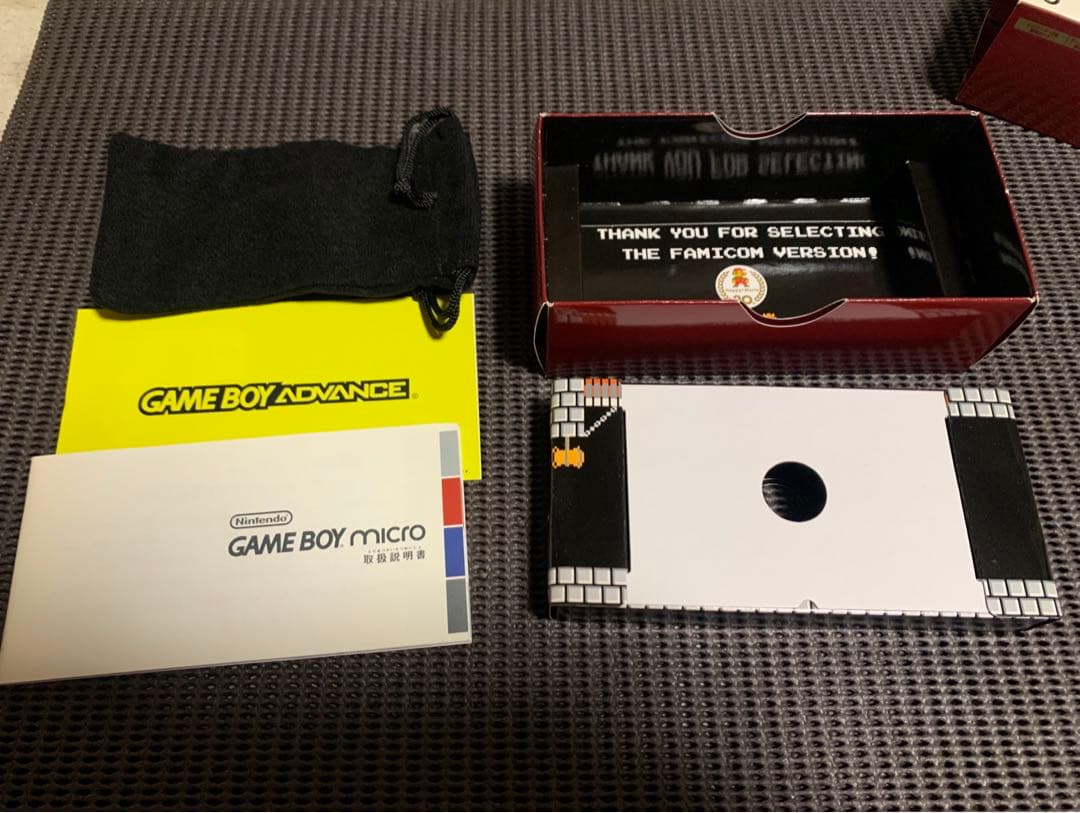 THANK YOU FOR SELECTING
THE FAMICOM VERSION!
GAME BOY ADVANCE
Nintendo
GAME BOY micro
取扱説明書